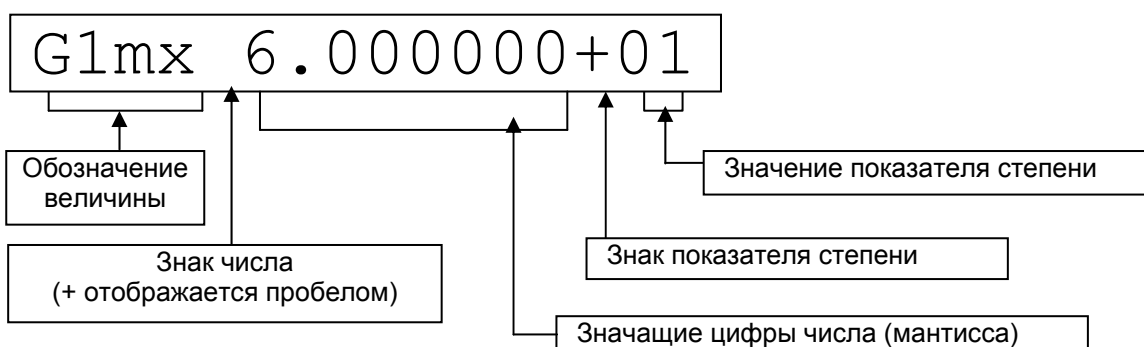 G1mx 6.000000+01
Обозначение
величины
Значение показателя степени
Знак числа
(+ отображается пробелом)
Знак показателя степени
Значащие цифры числа (мантисса)